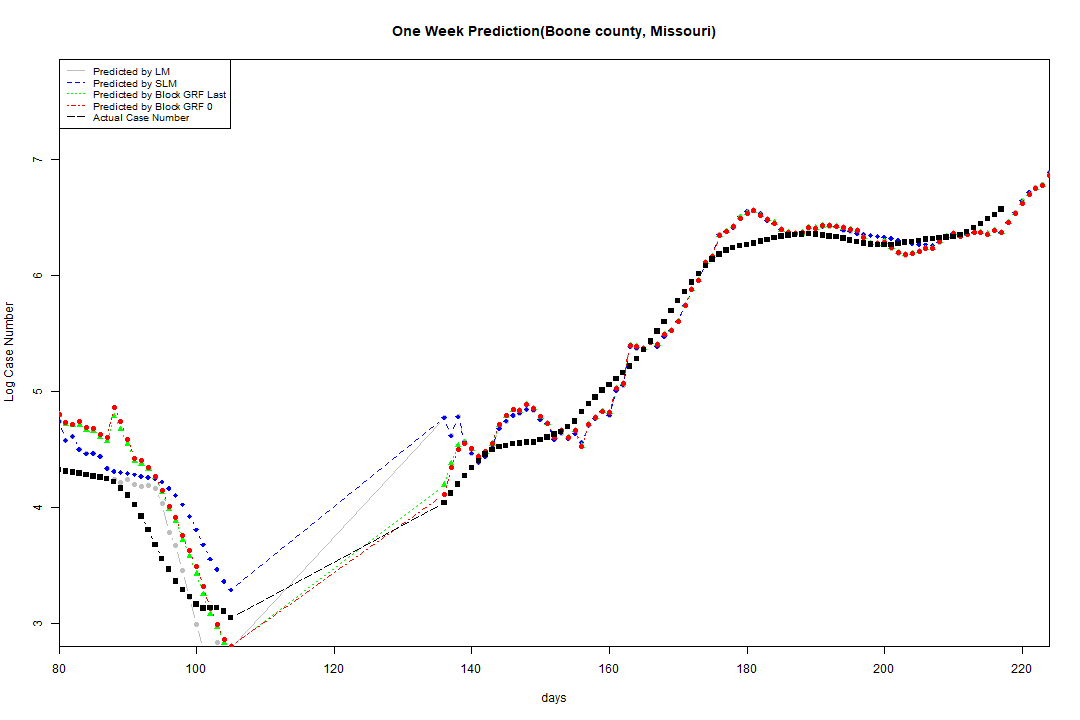 One Week Prediction(Boone county, Missouri)
Predicted by LM
Predicted by SLM
Predicted by Block GRF Last
Predicted by Block GRF 0
Actual Case Number
7
6
5
4
3
Log Case Number
80 100 120 140 160 180 200 220
days